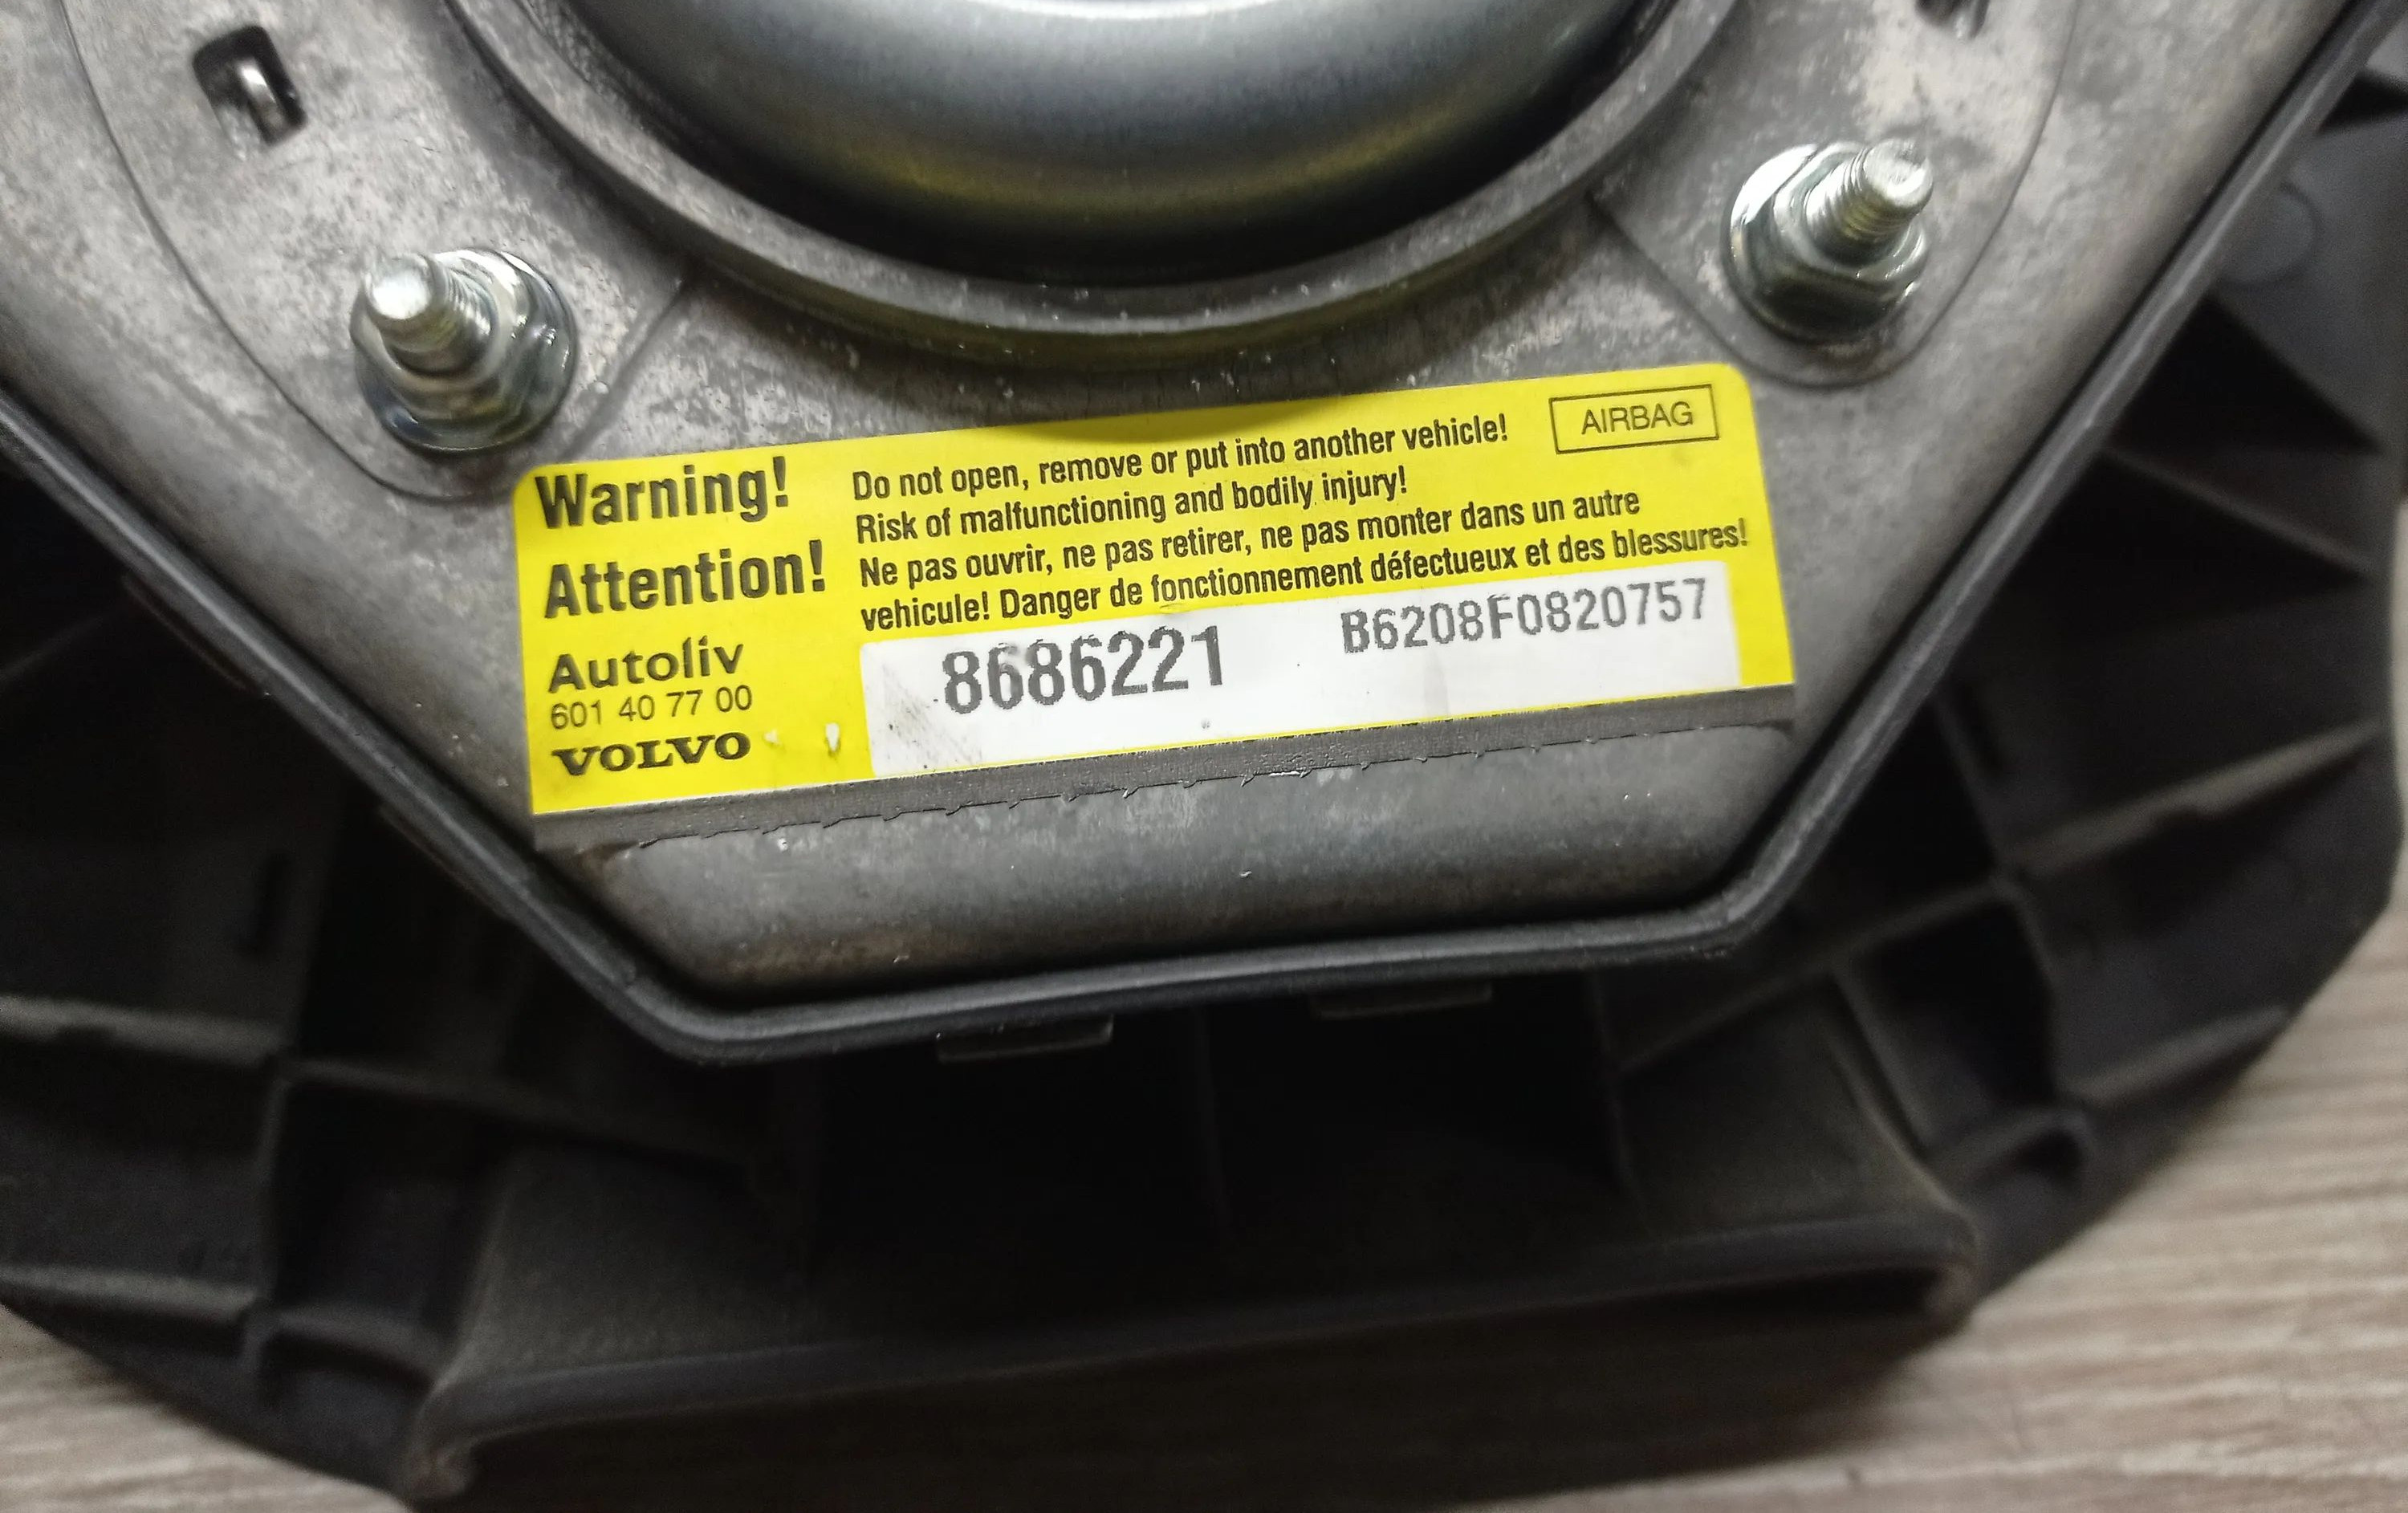 Warning!
Attention!
Autoliv
601 40 77 00
VOLVO
Do not open, remove or put into another vehicle!
Risk of malfunctioning and bodily injury!
Ne pas ouvrir, ne pas retirer, ne pas monter dans un autre
vehicule! Danger de fonctionnement défectueux et des blessures!
AIRBAG
8686221
B6208F0820757